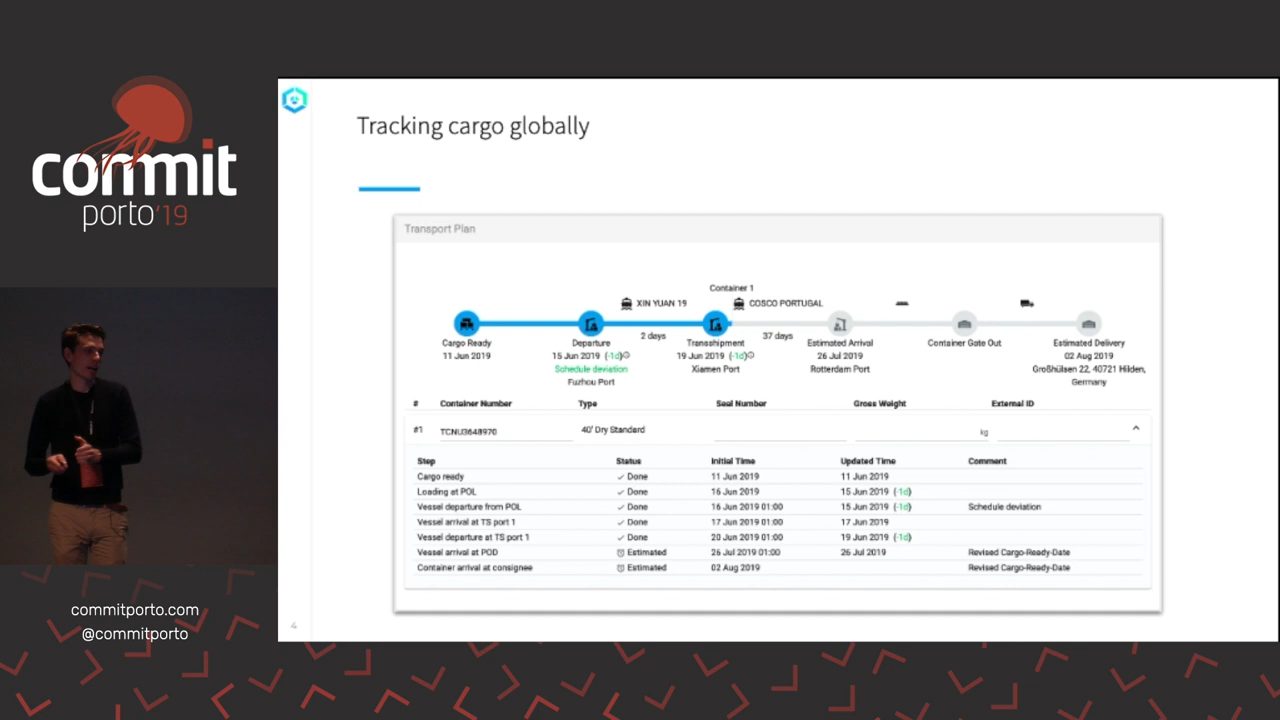 commit
porto'19
commitporto.com
@commitporto
Tracking cargo globally
Transport Plan
Container 1
XIN YUAN 19
COSCO PORTUGAL
2 days
37 days
Cargo Ready
11 Jun 2019
Departure
15 Jun 2019 (-1d)
Schedule deviation
Fuzhou Port
Transshipment
19 Jun 2019 (-1d)
Xiamen Port
Estimated Arrival
26 Jul 2019
Rotterdam Port
Container Gate Out
Estimated Delivery
02 Aug 2019
Großhülsen 22, 40721 Hilden,
Germany
# Container Number Type Seal Number Gross Weight External ID
#1 TCNU3648970 40' Dry Standard kg
Step Status Initial Time Updated Time Comment
Cargo ready Done 11 Jun 2019 11 Jun 2019
Loading at POL Done 16 Jun 2019 15 Jun 2019 (-1d)
Vessel departure from POL Done 16 Jun 2019 01:00 15 Jun 2019 (-1d) Schedule deviation
Vessel arrival at TS port 1 Done 17 Jun 2019 01:00 17 Jun 2019
Vessel departure at TS port 1 Done 20 Jun 2019 01:00 19 Jun 2019 (-1d)
Vessel arrival at POD Estimated 26 Jul 2019 01:00 26 Jul 2019 Revised Cargo-Ready-Date
Container arrival at consignee Estimated 02 Aug 2019 Revised Cargo-Ready-Date
4